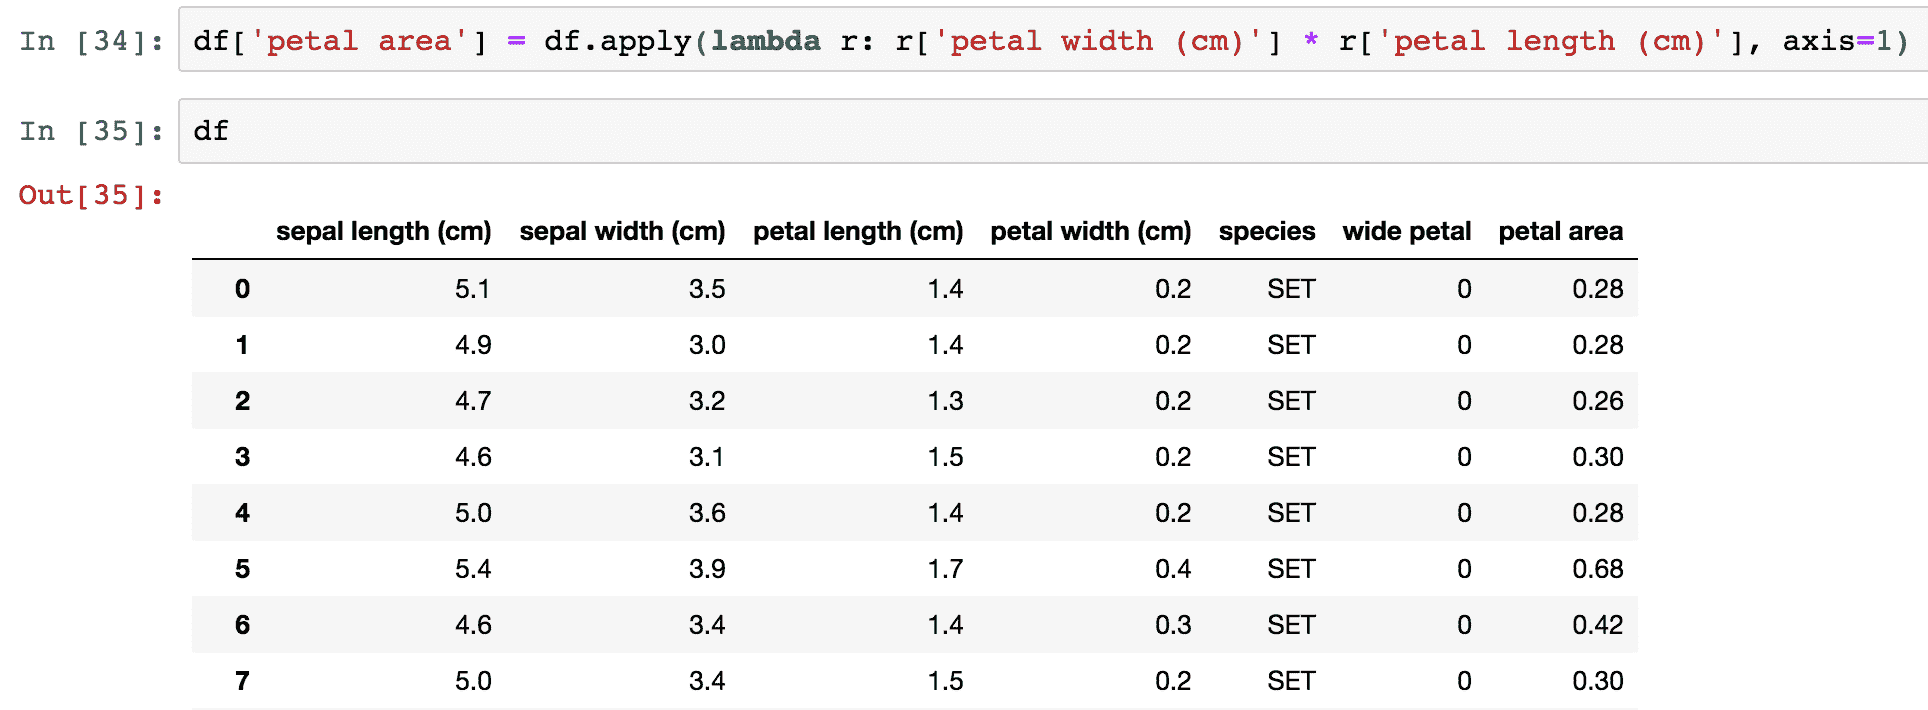 In [34]: df['petal area'] = df.apply(lambda r: r['petal width (cm)'] * r['petal length (cm)'], axis=1)
In [35]: df
Out[35]:
sepal length (cm) sepal width (cm) petal length (cm) petal width (cm) species wide petal petal area
0 5.1 3.5 1.4 0.2 SET 0 0.28
1 4.9 3.0 1.4 0.2 SET 0 0.28
2 4.7 3.2 1.3 0.2 SET 0 0.26
3 4.6 3.1 1.5 0.2 SET 0 0.30
4 5.0 3.6 1.4 0.2 SET 0 0.28
5 5.4 3.9 1.7 0.4 SET 0 0.68
6 4.6 3.4 1.4 0.3 SET 0 0.42
7 5.0 3.4 1.5 0.2 SET 0 0.30